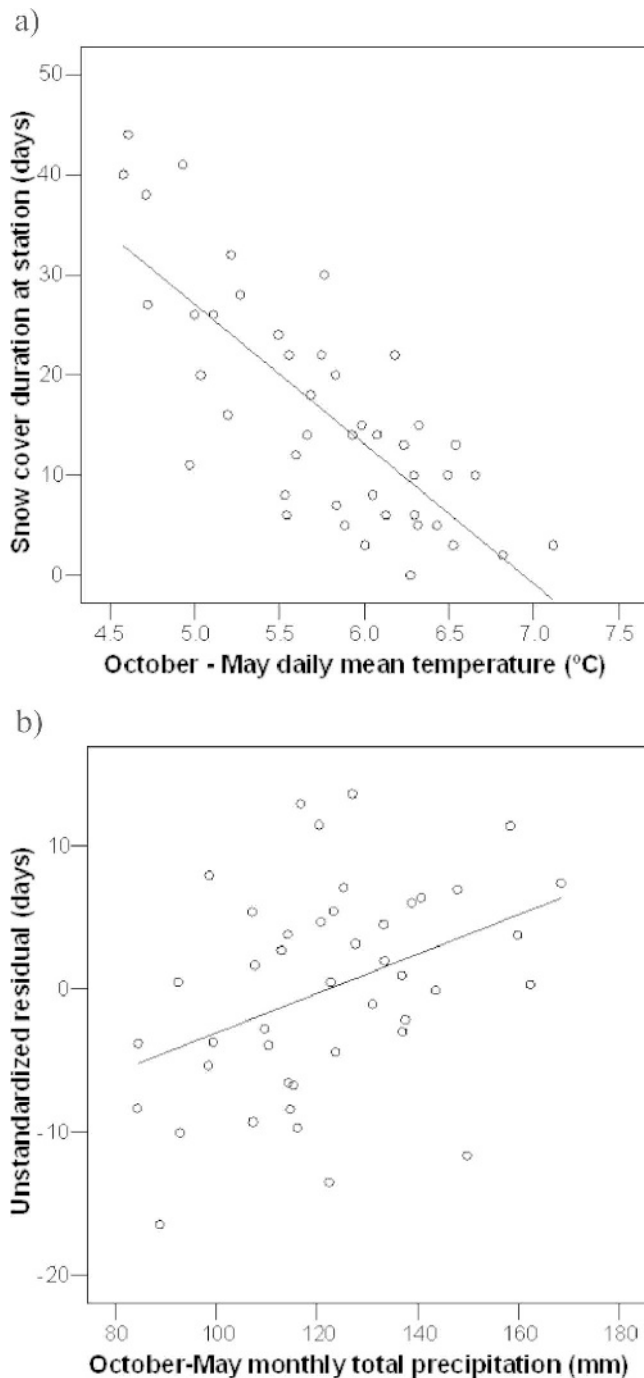 a)
50
40
30
20
10
0
Snow cover duration at station (days)
4.5 5.0 5.5 6.0 6.5 7.0 7.5
October - May daily mean temperature (ºC)
b)
10
0
-10
-20
Unstandardized residual (days)
80 100 120 140 160 180
October-May monthly total precipitation (mm)